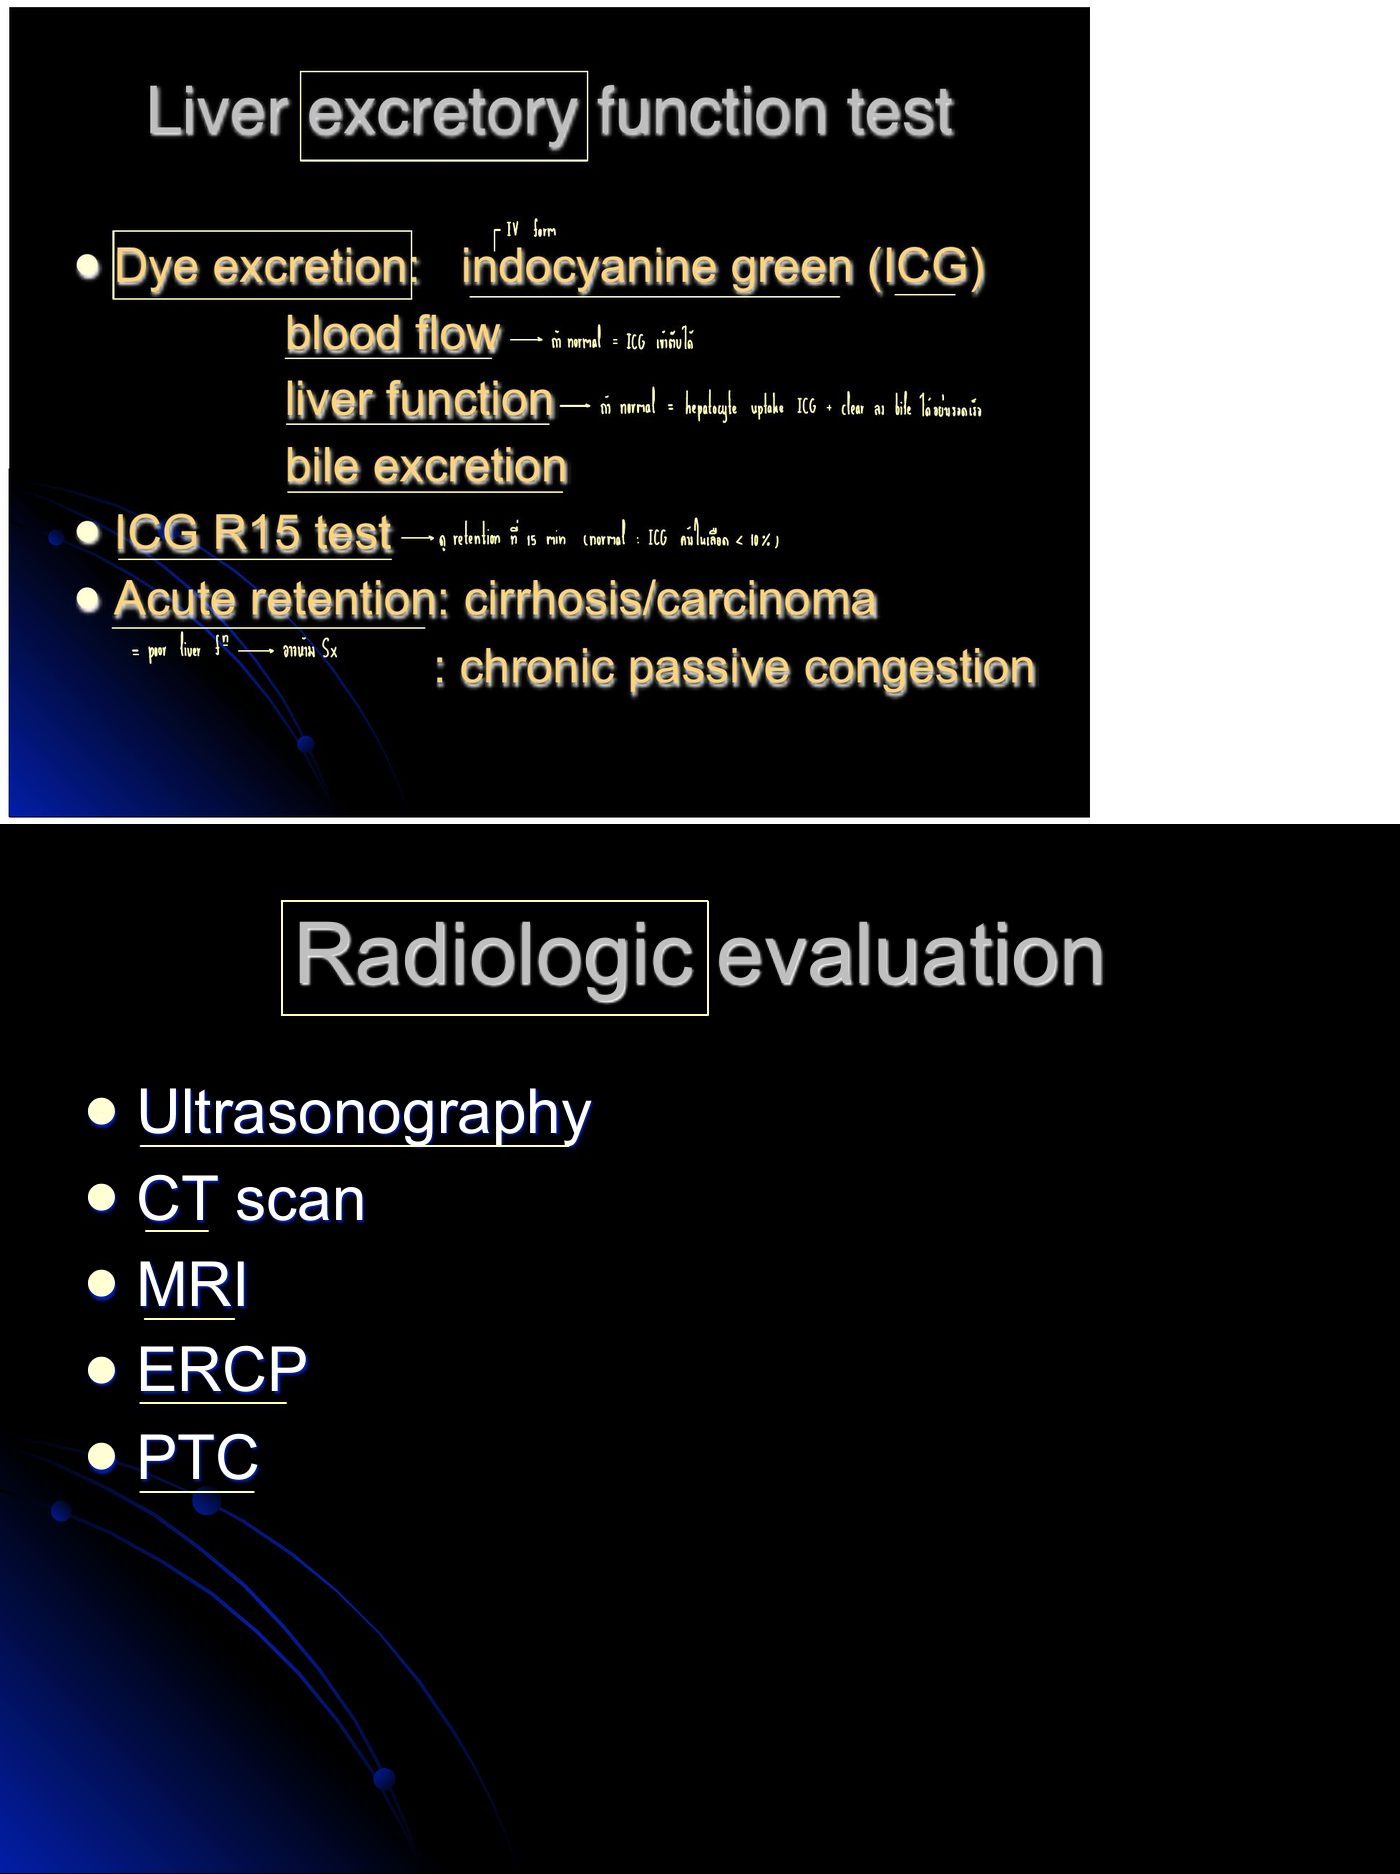 Liver excretory function test
IV form
Dye excretion: indocyanine green (ICG)
blood flow → ถ้า normal = ICG เข้าตับได้
liver function → ถ้า normal = hepatocyte uptake ICG + clear ลง bile ได้อย่างรวดเร็ว
bile excretion
ICG R15 test → ดู retention ที่ 15 min (normal : ICG ค้างในเลือด < 10%)
Acute retention: cirrhosis/carcinoma
= poor liver fⁿ → อาจห้าม Sx
: chronic passive congestion
Radiologic evaluation
Ultrasonography
CT scan
MRI
ERCP
PTC